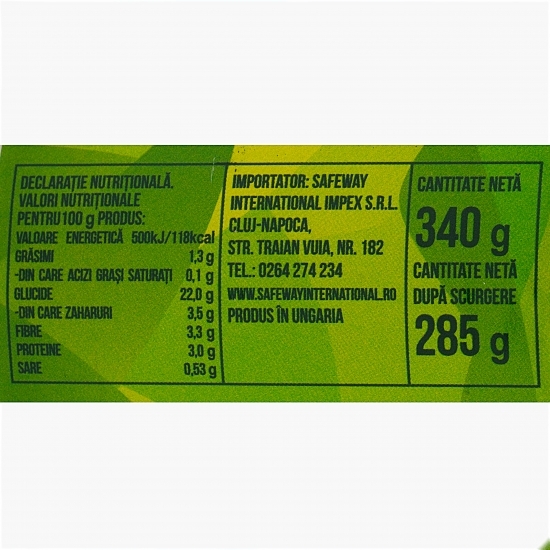 DECLARAȚIE NUTRIȚIONALĂ.
VALORI NUTRIȚIONALE
PENTRU 100 g PRODUS:
VALOARE ENERGETICĂ 500kJ/118kcal
GRĂSIMI 1,3 g
-DIN CARE ACIZI GRAȘI SATURAȚI 0,1 g
GLUCIDE 22,0 g
-DIN CARE ZAHARURI 3,5 g
FIBRE 3,3 g
PROTEINE 3,0 g
SARE 0,53 g
IMPORTATOR: SAFEWAY
INTERNATIONAL IMPEX S.R.L.
CLUJ-NAPOCA,
STR. TRAIAN VUIA, NR. 182
TEL.: 0264 274 234
WWW.SAFEWAYINTERNATIONAL.RO
PRODUS ÎN UNGARIA
CANTITATE NETĂ
340 g
CANTITATE NETĂ
DUPĂ SCURGERE
285 g